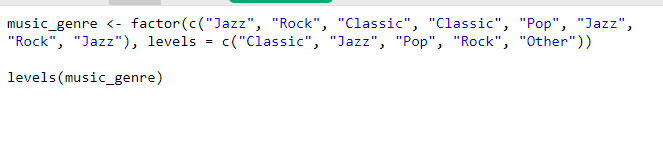 music_genre <- factor(c("Jazz", "Rock", "Classic", "Classic", "Pop", "Jazz",
"Rock", "Jazz"), levels = c("Classic", "Jazz", "Pop", "Rock", "Other"))
levels(music_genre)